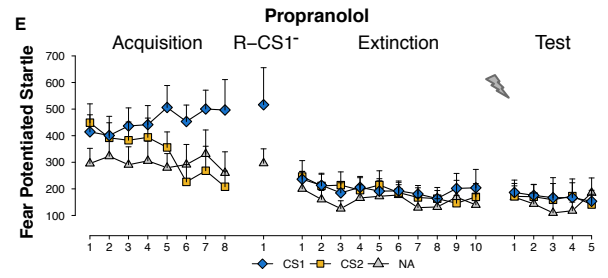 E
Propranolol
Acquisition R−CS1⁻ Extinction Test
Fear Potentiated Startle
700
600
500
400
300
200
100
1 2 3 4 5 6 7 8 1 1 2 3 4 5 6 7 8 9 10 1 2 3 4 5
CS1 CS2 NA